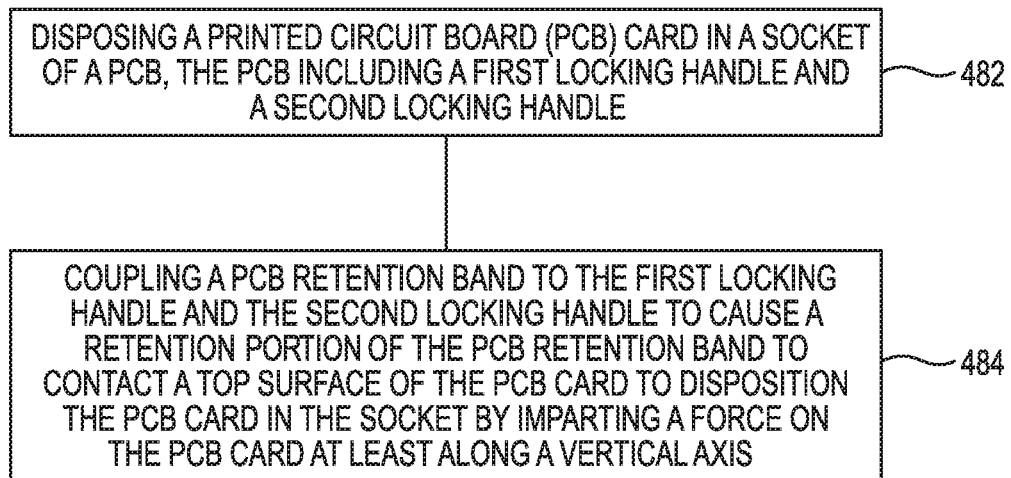 DISPOSING A PRINTED CIRCUIT BOARD (PCB) CARD IN A SOCKET
OF A PCB, THE PCB INCLUDING A FIRST LOCKING HANDLE AND
A SECOND LOCKING HANDLE
482
COUPLING A PCB RETENTION BAND TO THE FIRST LOCKING
HANDLE AND THE SECOND LOCKING HANDLE TO CAUSE A
RETENTION PORTION OF THE PCB RETENTION BAND TO
CONTACT A TOP SURFACE OF THE PCB CARD TO DISPOSITION
THE PCB CARD IN THE SOCKET BY IMPARTING A FORCE ON
THE PCB CARD AT LEAST ALONG A VERTICAL AXIS
484